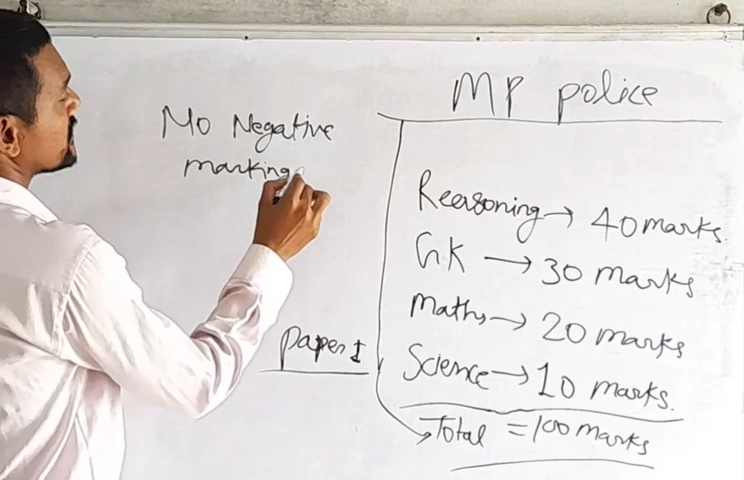 MP police
No Negative
marking
Reasoning → 40 marks.
GK → 30 marks
Maths → 20 marks
paper I
Science → 10 marks.
Total = 100 marks